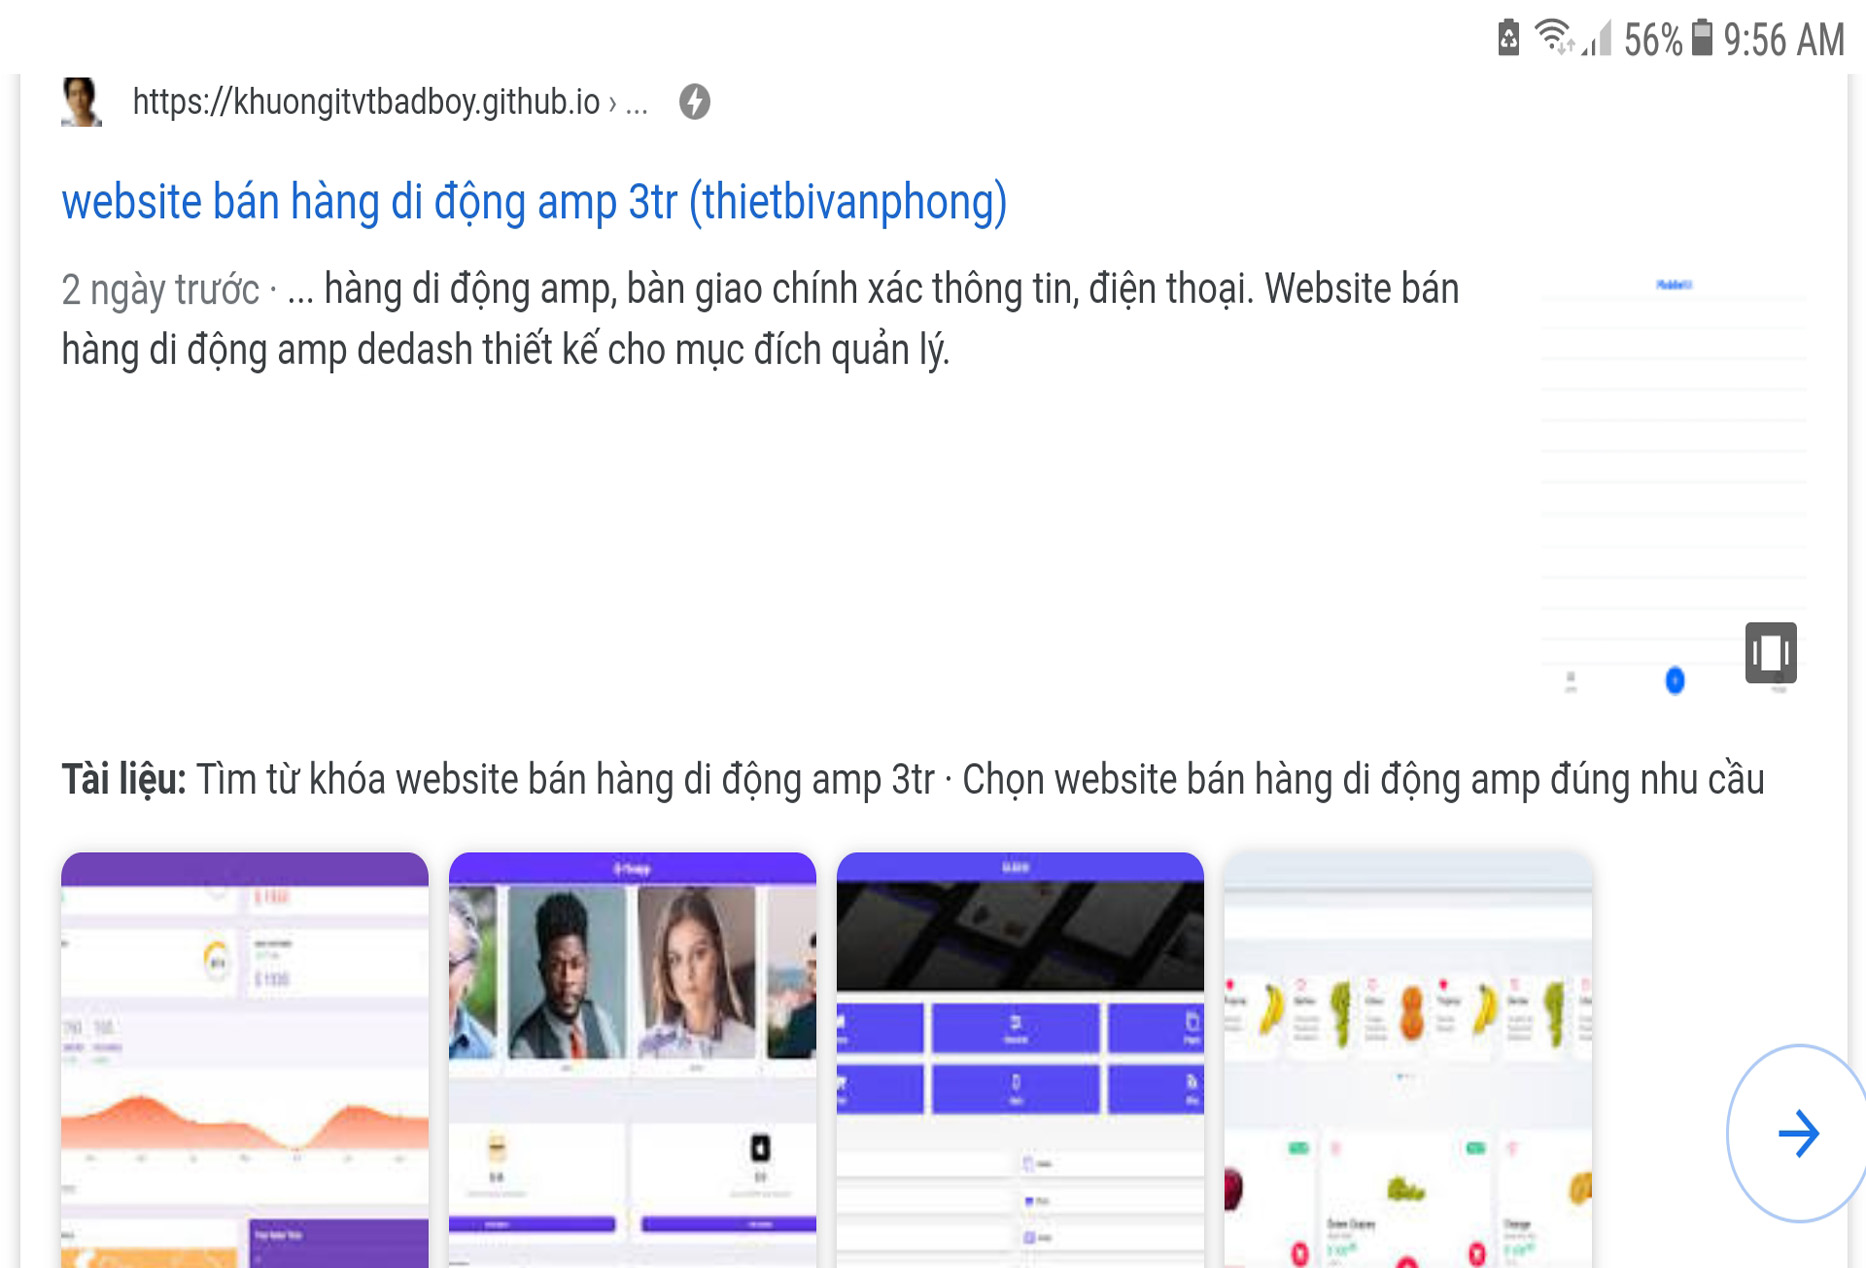 56% 9:56 AM
https://khuongitvtbadboy.github.io › ...
website bán hàng di động amp 3tr (thietbivanphong)
2 ngày trước · ... hàng di động amp, bàn giao chính xác thông tin, điện thoại. Website bán
hàng di động amp dedash thiết kế cho mục đích quản lý.
Tài liệu: Tìm từ khóa website bán hàng di động amp 3tr · Chọn website bán hàng di động amp đúng nhu cầu